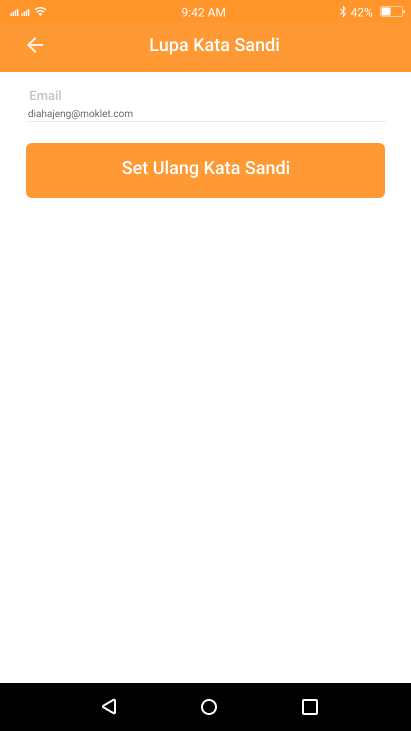 9:42 AM
42%
Lupa Kata Sandi
Email
diahajeng@moklet.com
Set Ulang Kata Sandi